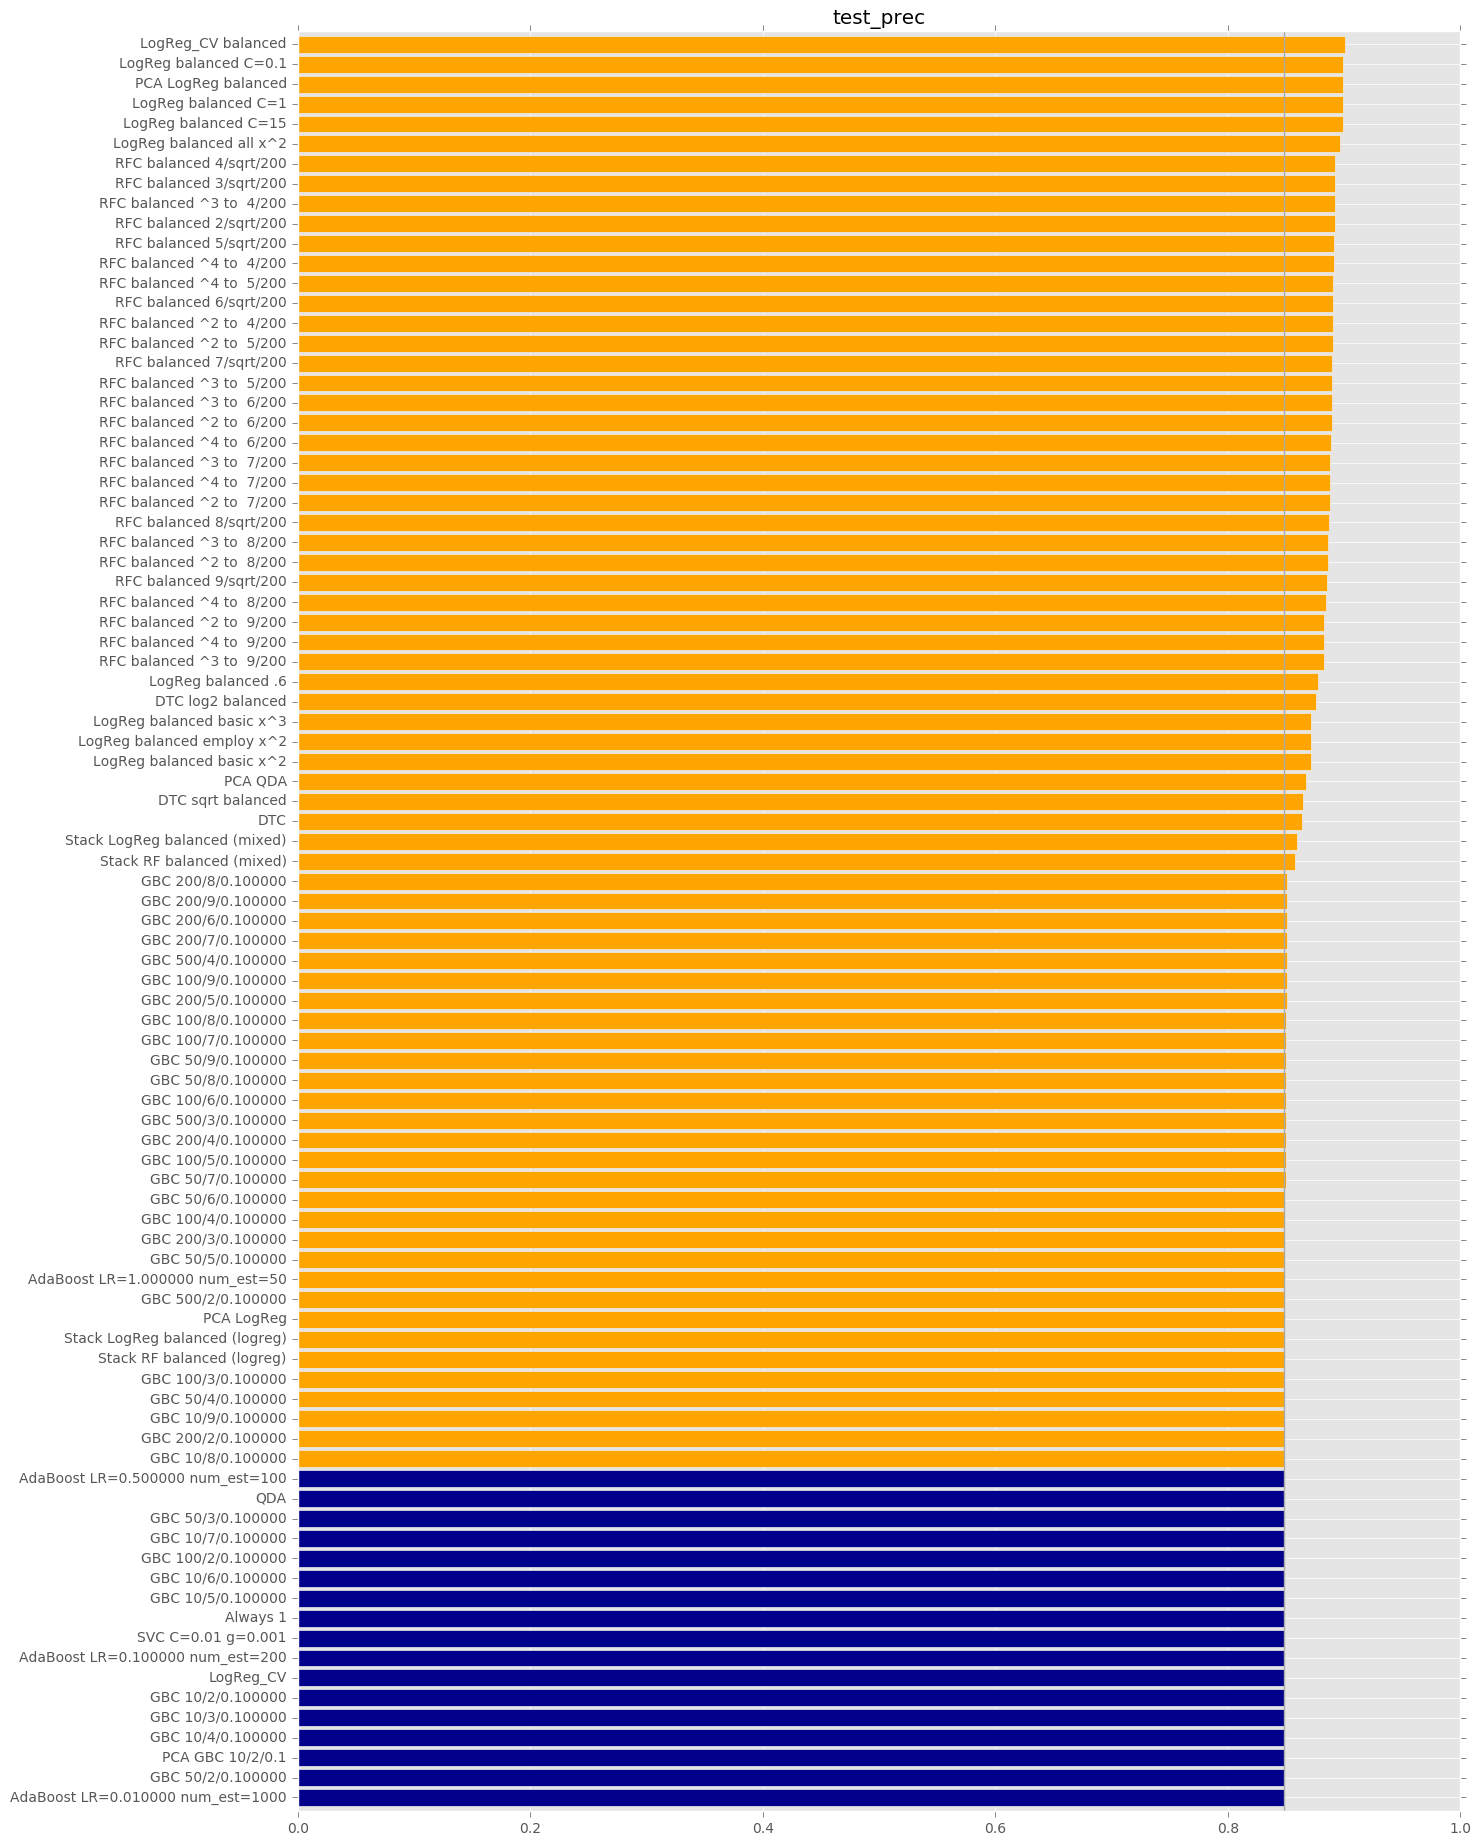 test_prec
LogReg_CV balanced
LogReg balanced C=0.1
PCA LogReg balanced
LogReg balanced C=1
LogReg balanced C=15
LogReg balanced all x^2
RFC balanced 4/sqrt/200
RFC balanced 3/sqrt/200
RFC balanced ^3 to  4/200
RFC balanced 2/sqrt/200
RFC balanced 5/sqrt/200
RFC balanced ^4 to  4/200
RFC balanced ^4 to  5/200
RFC balanced 6/sqrt/200
RFC balanced ^2 to  4/200
RFC balanced ^2 to  5/200
RFC balanced 7/sqrt/200
RFC balanced ^3 to  5/200
RFC balanced ^3 to  6/200
RFC balanced ^2 to  6/200
RFC balanced ^4 to  6/200
RFC balanced ^3 to  7/200
RFC balanced ^4 to  7/200
RFC balanced ^2 to  7/200
RFC balanced 8/sqrt/200
RFC balanced ^3 to  8/200
RFC balanced ^2 to  8/200
RFC balanced 9/sqrt/200
RFC balanced ^4 to  8/200
RFC balanced ^2 to  9/200
RFC balanced ^4 to  9/200
RFC balanced ^3 to  9/200
LogReg balanced .6
DTC log2 balanced
LogReg balanced basic x^3
LogReg balanced employ x^2
LogReg balanced basic x^2
PCA QDA
DTC sqrt balanced
DTC
Stack LogReg balanced (mixed)
Stack RF balanced (mixed)
GBC 200/8/0.100000
GBC 200/9/0.100000
GBC 200/6/0.100000
GBC 200/7/0.100000
GBC 500/4/0.100000
GBC 100/9/0.100000
GBC 200/5/0.100000
GBC 100/8/0.100000
GBC 100/7/0.100000
GBC 50/9/0.100000
GBC 50/8/0.100000
GBC 100/6/0.100000
GBC 500/3/0.100000
GBC 200/4/0.100000
GBC 100/5/0.100000
GBC 50/7/0.100000
GBC 50/6/0.100000
GBC 100/4/0.100000
GBC 200/3/0.100000
GBC 50/5/0.100000
AdaBoost LR=1.000000 num_est=50
GBC 500/2/0.100000
PCA LogReg
Stack LogReg balanced (logreg)
Stack RF balanced (logreg)
GBC 100/3/0.100000
GBC 50/4/0.100000
GBC 10/9/0.100000
GBC 200/2/0.100000
GBC 10/8/0.100000
AdaBoost LR=0.500000 num_est=100
QDA
GBC 50/3/0.100000
GBC 10/7/0.100000
GBC 100/2/0.100000
GBC 10/6/0.100000
GBC 10/5/0.100000
Always 1
SVC C=0.01 g=0.001
AdaBoost LR=0.100000 num_est=200
LogReg_CV
GBC 10/2/0.100000
GBC 10/3/0.100000
GBC 10/4/0.100000
PCA GBC 10/2/0.1
GBC 50/2/0.100000
AdaBoost LR=0.010000 num_est=1000
0.0 0.2 0.4 0.6 0.8 1.0